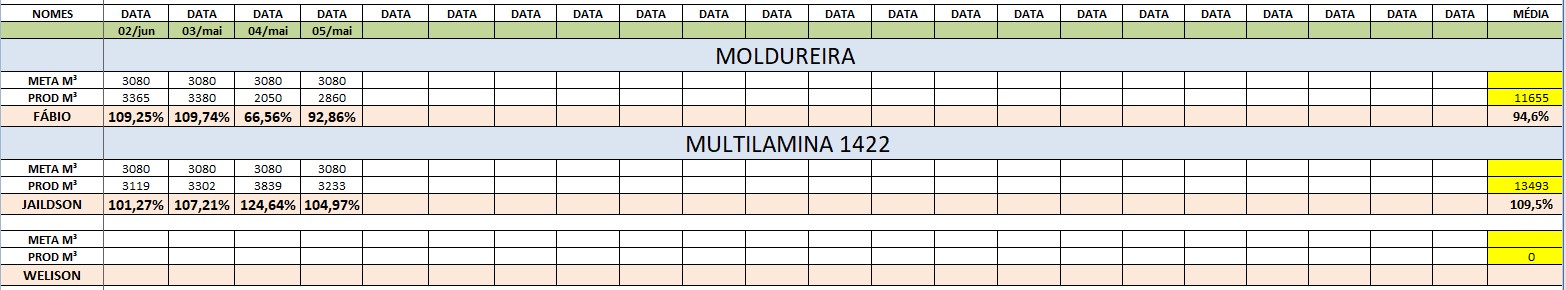 NOMES DATA DATA DATA DATA DATA DATA DATA DATA DATA DATA DATA DATA DATA DATA DATA DATA DATA DATA DATA DATA DATA DATA MÉDIA
02/jun 03/mai 04/mai 05/mai
MOLDUREIRA
META M³ 3080 3080 3080 3080
PROD M³ 3365 3380 2050 2860 11655
FÁBIO 109,25% 109,74% 66,56% 92,86% 94,6%
MULTILAMINA 1422
META M³ 3080 3080 3080 3080
PROD M³ 3119 3302 3839 3233 13493
JAILDSON 101,27% 107,21% 124,64% 104,97% 109,5%
META M³
PROD M³ 0
WELISON